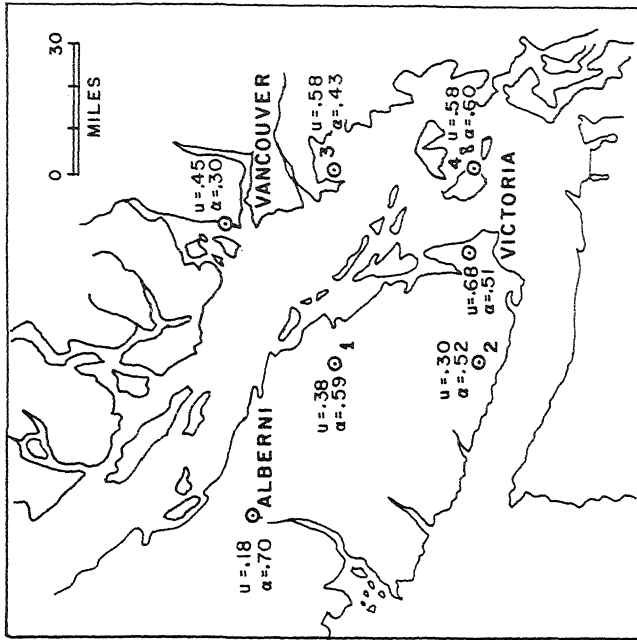 0 30
MILES
u=.45
α=.30
VANCOUVER
u=.58
3 α=.43
u=.18
α=.70
ALBERNI
u=.38
α=.59
1
u=.58
4 α=.60
u=.68
α=.51
VICTORIA
u=.30
α=.52
2